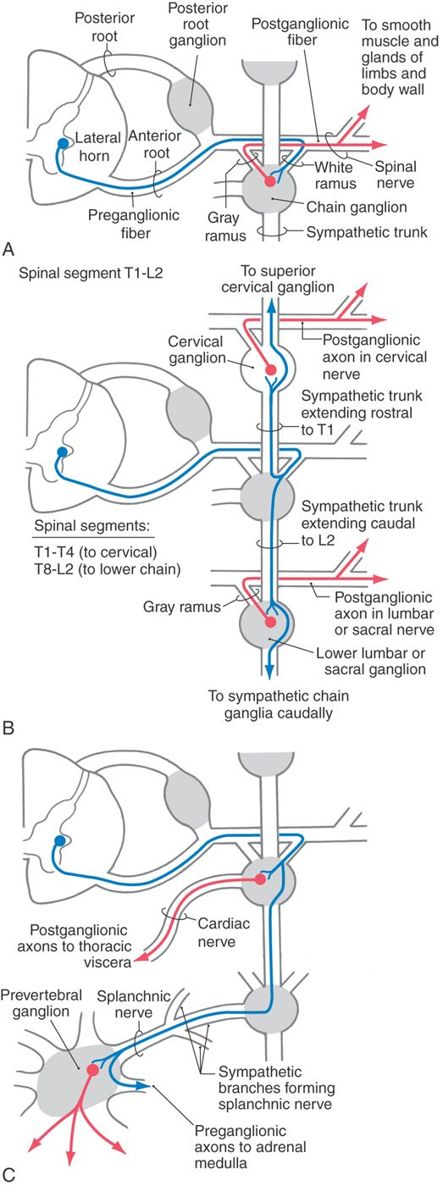 Posterior
root
Posterior
root
ganglion
Postganglionic
fiber
To smooth
muscle and
glands of
limbs and
body wall
Lateral
horn
Anterior
root
Preganglionic
fiber
Gray
ramus
White
ramus
Spinal
nerve
Chain ganglion
Sympathetic trunk
A
Spinal segment T1-L2
To superior
cervical ganglion
Cervical
ganglion
Postganglionic
axon in cervical
nerve
Sympathetic trunk
extending rostral
to T1
Spinal segments:
T1-T4 (to cervical)
T8-L2 (to lower chain)
Sympathetic trunk
extending caudal
to L2
Gray ramus
Postganglionic
axon in lumbar
or sacral nerve
Lower lumbar or
sacral ganglion
To sympathetic chain
ganglia caudally
B
Postganglionic
axons to thoracic
viscera
Cardiac
nerve
Prevertebral
ganglion
Splanchnic
nerve
Sympathetic
branches forming
splanchnic nerve
Preganglionic
axons to adrenal
medulla
C